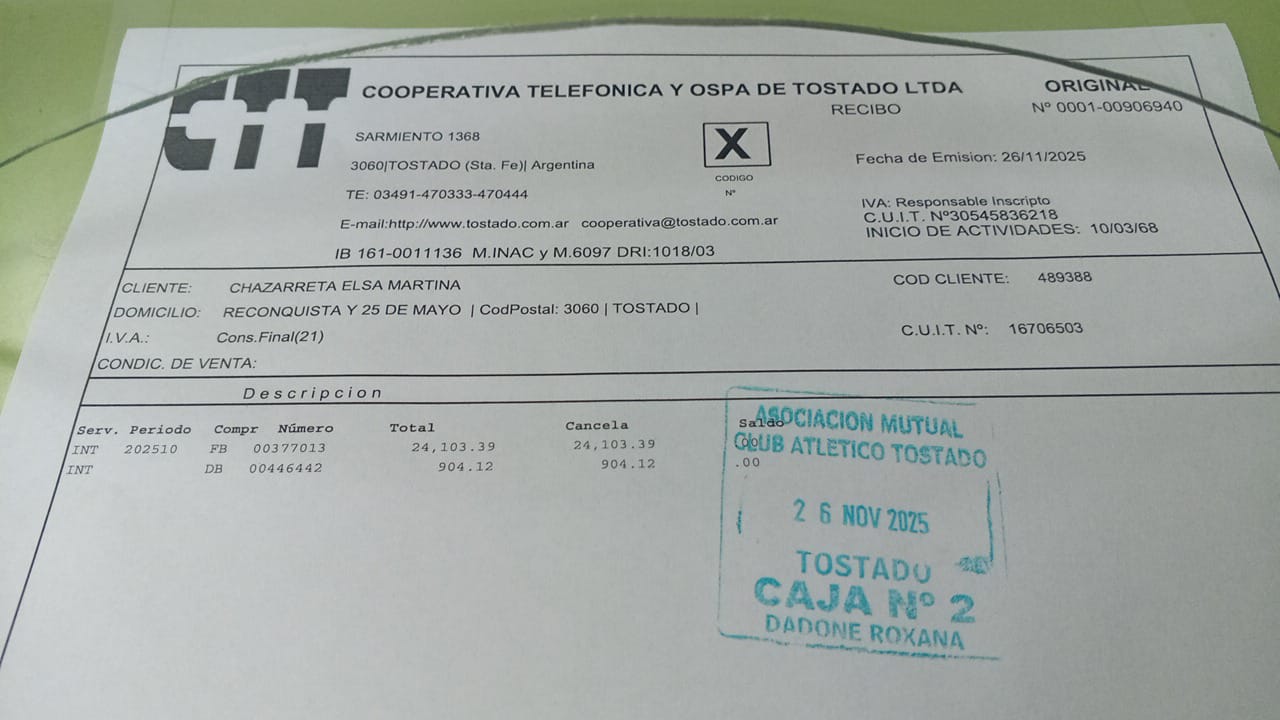 CTT
COOPERATIVA TELEFONICA Y OSPA DE TOSTADO LTDA
ORIGINAL
RECIBO
Nº 0001-00906940
SARMIENTO 1368
X
3060|TOSTADO (Sta. Fe)| Argentina
CODIGO
Nº
Fecha de Emision: 26/11/2025
TE: 03491-470333-470444
E-mail:http://www.tostado.com.ar cooperativa@tostado.com.ar
IVA: Responsable Inscripto
C.U.I.T. Nº30545836218
INICIO DE ACTIVIDADES: 10/03/68
IB 161-0011136 M.INAC y M.6097 DRI:1018/03
CLIENTE: CHAZARRETA ELSA MARTINA
COD CLIENTE: 489388
DOMICILIO: RECONQUISTA Y 25 DE MAYO | CodPostal: 3060 | TOSTADO |
I.V.A.: Cons.Final(21)
C.U.I.T. Nº: 16706503
CONDIC. DE VENTA:
Descripcion
Serv. Periodo Compr Número Total Cancela Saldo
INT 202510 FB 00377013 24,103.39 24,103.39 .00
INT DB 00446442 904.12 904.12 .00
ASOCIACION MUTUAL
CLUB ATLETICO TOSTADO
26 NOV 2025
TOSTADO
CAJA Nº 2
DADONE ROXANA